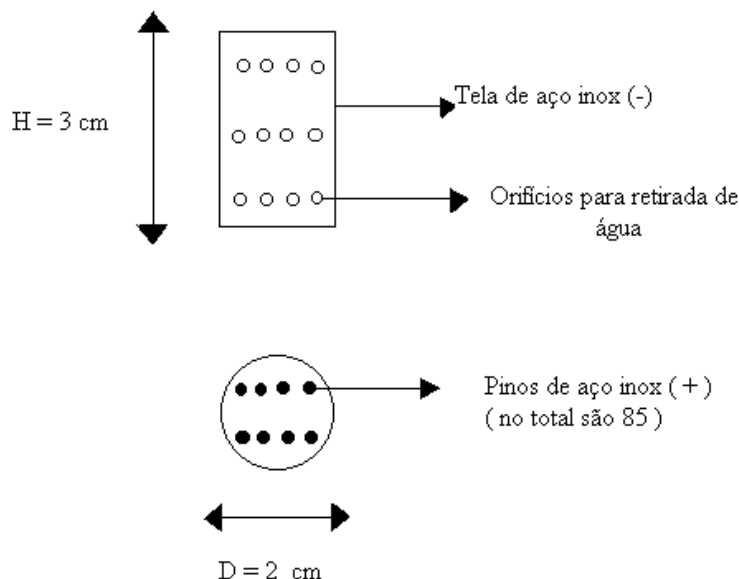 H = 3 cm
Tela de aço inox (-)
Orifícios para retirada de
água
Pinos de aço inox ( + )
( no total são 85 )
D = 2 cm